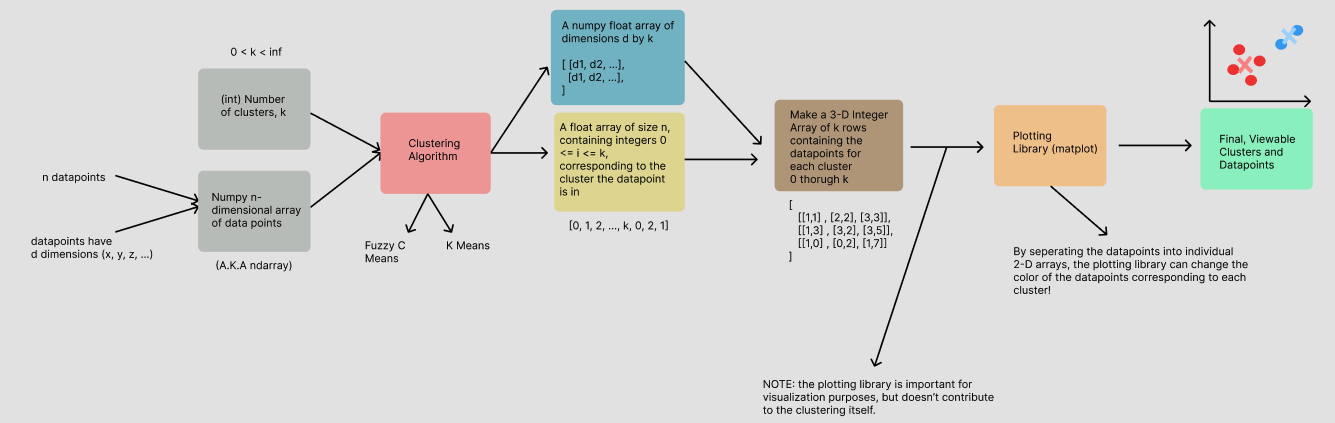 0 < k < inf
(int) Number
of clusters, k
n datapoints
datapoints have
d dimensions (x, y, z, ...)
Numpy n-
dimensional array
of data points
(A.K.A ndarray)
Clustering
Algorithm
Fuzzy C
Means
K Means
A numpy float array of
dimensions d by k
[ [d1, d2, ...],
[d1, d2, ...],
]
A float array of size n,
containing integers 0
<= i <= k,
corresponding to the
cluster the datapoint
is in
[0, 1, 2, ..., k, 0, 2, 1]
Make a 3-D Integer
Array of k rows
containing the
datapoints for
each cluster
0 thorugh k
[
[[1,1] , [2,2], [3,3]],
[[1,3] , [3,2], [3,5]],
[[1,0] , [0,2], [1,7]]
]
NOTE: the plotting library is important for
visualization purposes, but doesn't contribute
to the clustering itself.
Plotting
Library (matplot)
By seperating the datapoints into individual
2-D arrays, the plotting library can change the
color of the datapoints corresponding to each
cluster!
Final, Viewable
Clusters and
Datapoints